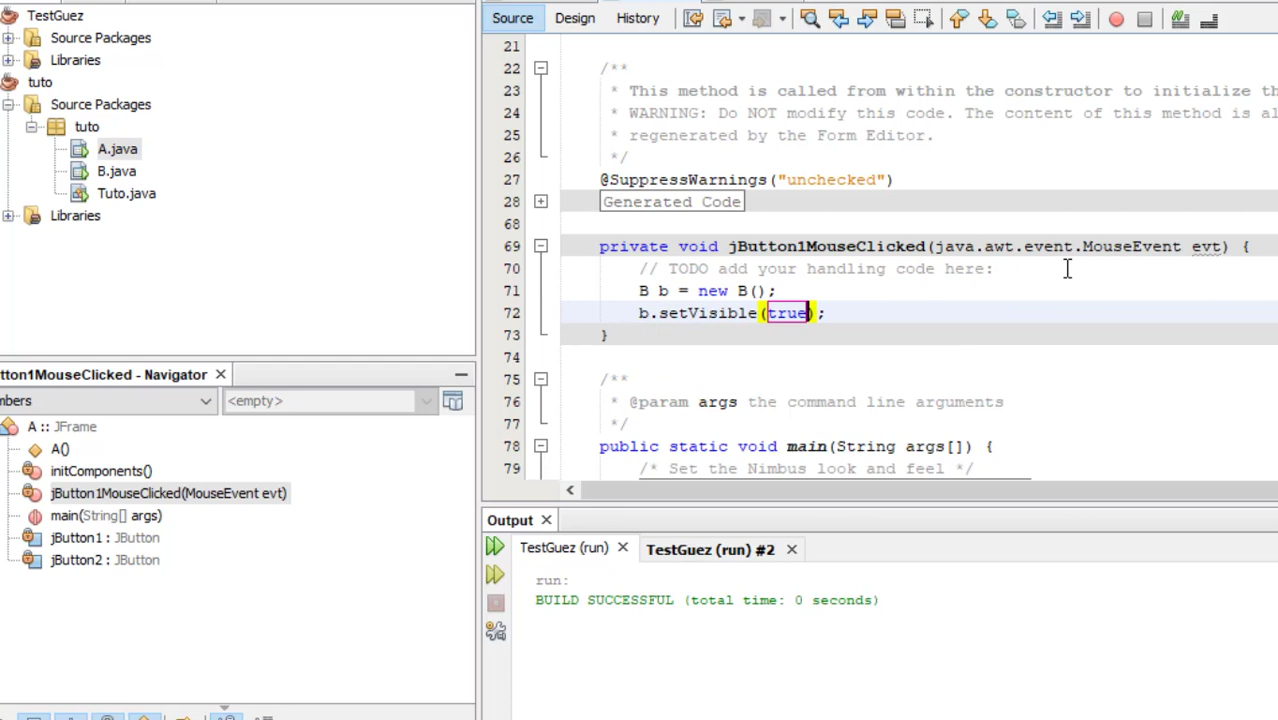 TestGuez
Source Packages
Libraries
tuto
Source Packages
tuto
A.java
B.java
Tuto.java
Libraries
tton1MouseClicked - Navigator
mbers
<empty>
A :: JFrame
A()
initComponents()
jButton1MouseClicked(MouseEvent evt)
main(String[] args)
jButton1 : JButton
jButton2 : JButton
Source Design History
21
22 /**
23 * This method is called from within the constructor to initialize th
24 * WARNING: Do NOT modify this code. The content of this method is al
25 * regenerated by the Form Editor.
26 */
27 @SuppressWarnings("unchecked")
28 Generated Code
68
69 private void jButton1MouseClicked(java.awt.event.MouseEvent evt) {
70 // TODO add your handling code here:
71 B b = new B();
72 b.setVisible(true);
73 }
74
75 /**
76 * @param args the command line arguments
77 */
78 public static void main(String args[]) {
79 /* Set the Nimbus look and feel */
Output
TestGuez (run) TestGuez (run) #2
run:
BUILD SUCCESSFUL (total time: 0 seconds)